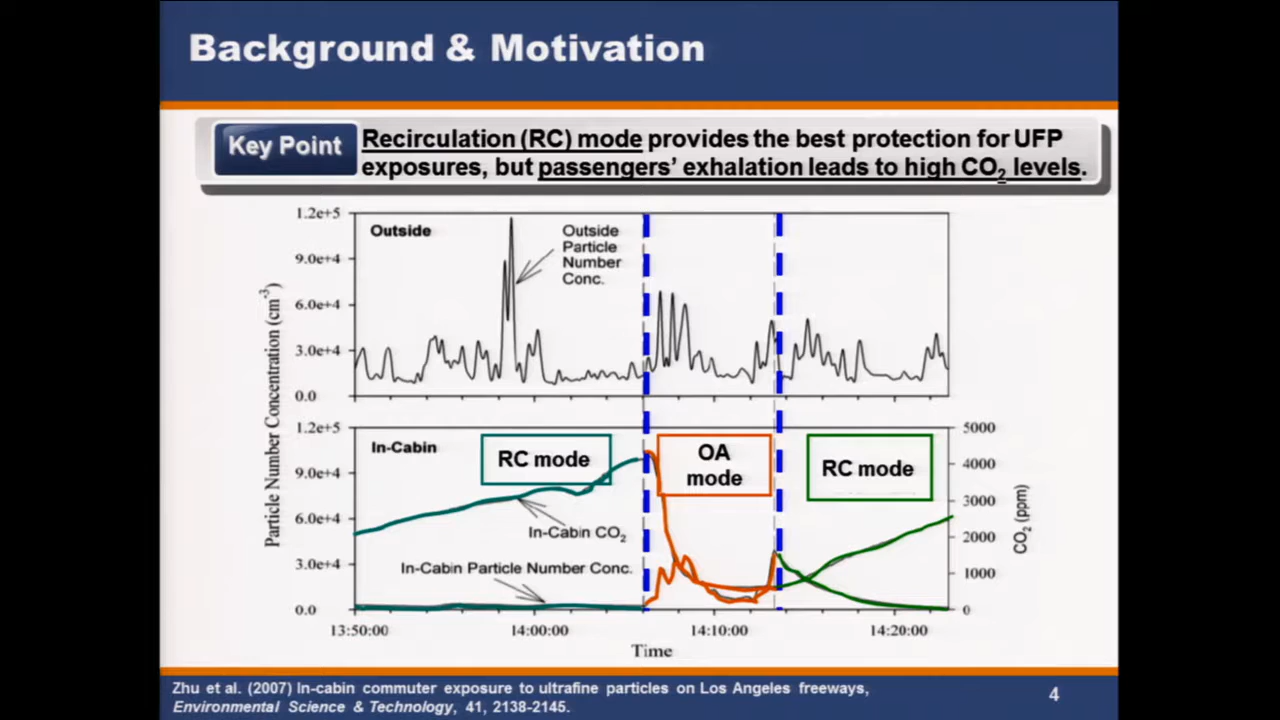 Background & Motivation
Key Point
Recirculation (RC) mode provides the best protection for UFP
exposures, but passengers' exhalation leads to high CO2 levels.
1.2e+5
9.0e+4
6.0e+4
3.0e+4
0.0
Outside
Outside
Particle
Number
Conc.
Particle Number Concentration (cm-3)
1.2e+5
9.0e+4
6.0e+4
3.0e+4
0.0
In-Cabin
RC mode
OA
mode
RC mode
In-Cabin CO2
In-Cabin Particle Number Conc.
5000
4000
3000
2000
1000
0
CO2 (ppm)
13:50:00
14:00:00
14:10:00
14:20:00
Time
Zhu et al. (2007) In-cabin commuter exposure to ultrafine particles on Los Angeles freeways,
Environmental Science & Technology, 41, 2138-2145.
4